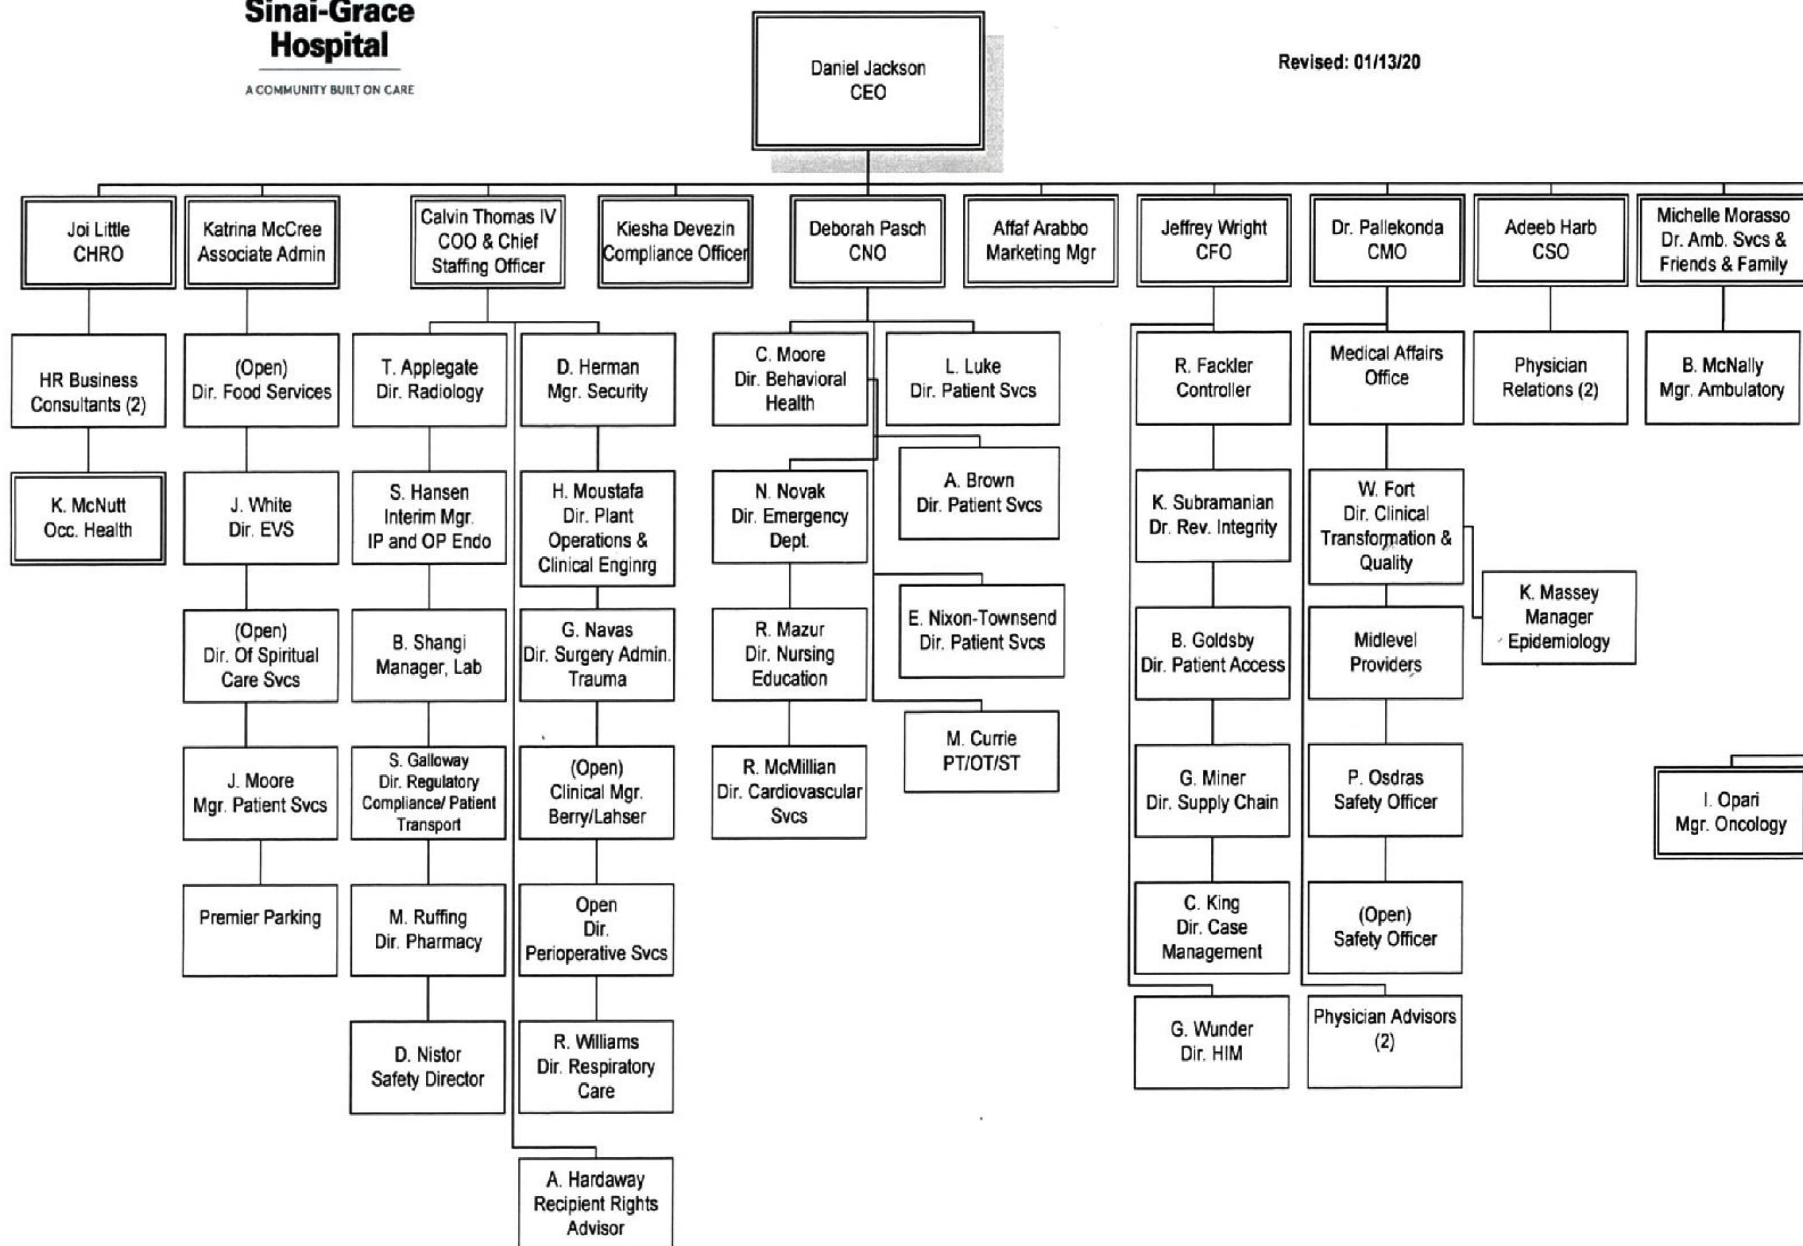 Sinai-Grace
Hospital
A COMMUNITY BUILT ON CARE
Daniel Jackson
CEO
Revised: 01/13/20
Joi Little
CHRO
Katrina McCree
Associate Admin
Calvin Thomas IV
COO & Chief
Staffing Officer
Kiesha Devezin
Compliance Officer
Deborah Pasch
CNO
Affaf Arabbo
Marketing Mgr
Jeffrey Wright
CFO
Dr. Pallekonda
CMO
Adeeb Harb
CSO
Michelle Morasso
Dr. Amb. Svcs &
Friends & Family
HR Business
Consultants (2)
K. McNutt
Occ. Health
(Open)
Dir. Food Services
J. White
Dir. EVS
(Open)
Dir. Of Spiritual
Care Svcs
J. Moore
Mgr. Patient Svcs
Premier Parking
T. Applegate
Dir. Radiology
S. Hansen
Interim Mgr.
IP and OP Endo
B. Shangi
Manager, Lab
S. Galloway
Dir. Regulatory
Compliance/ Patient
Transport
M. Ruffing
Dir. Pharmacy
D. Nistor
Safety Director
D. Herman
Mgr. Security
H. Moustafa
Dir. Plant
Operations &
Clinical Enginrg
G. Navas
Dir. Surgery Admin.
Trauma
(Open)
Clinical Mgr.
Berry/Lahser
Open
Dir.
Perioperative Svcs
R. Williams
Dir. Respiratory
Care
A. Hardaway
Recipient Rights
Advisor
C. Moore
Dir. Behavioral
Health
N. Novak
Dir. Emergency
Dept.
R. Mazur
Dir. Nursing
Education
R. McMillian
Dir. Cardiovascular
Svcs
L. Luke
Dir. Patient Svcs
A. Brown
Dir. Patient Svcs
E. Nixon-Townsend
Dir. Patient Svcs
M. Currie
PT/OT/ST
R. Fackler
Controller
K. Subramanian
Dr. Rev. Integrity
B. Goldsby
Dir. Patient Access
G. Miner
Dir. Supply Chain
C. King
Dir. Case
Management
G. Wunder
Dir. HIM
Medical Affairs
Office
W. Fort
Dir. Clinical
Transformation &
Quality
Midlevel
Providers
P. Osdras
Safety Officer
(Open)
Safety Officer
Physician Advisors
(2)
K. Massey
Manager
Epidemiology
Physician
Relations (2)
B. McNally
Mgr. Ambulatory
I. Opari
Mgr. Oncology